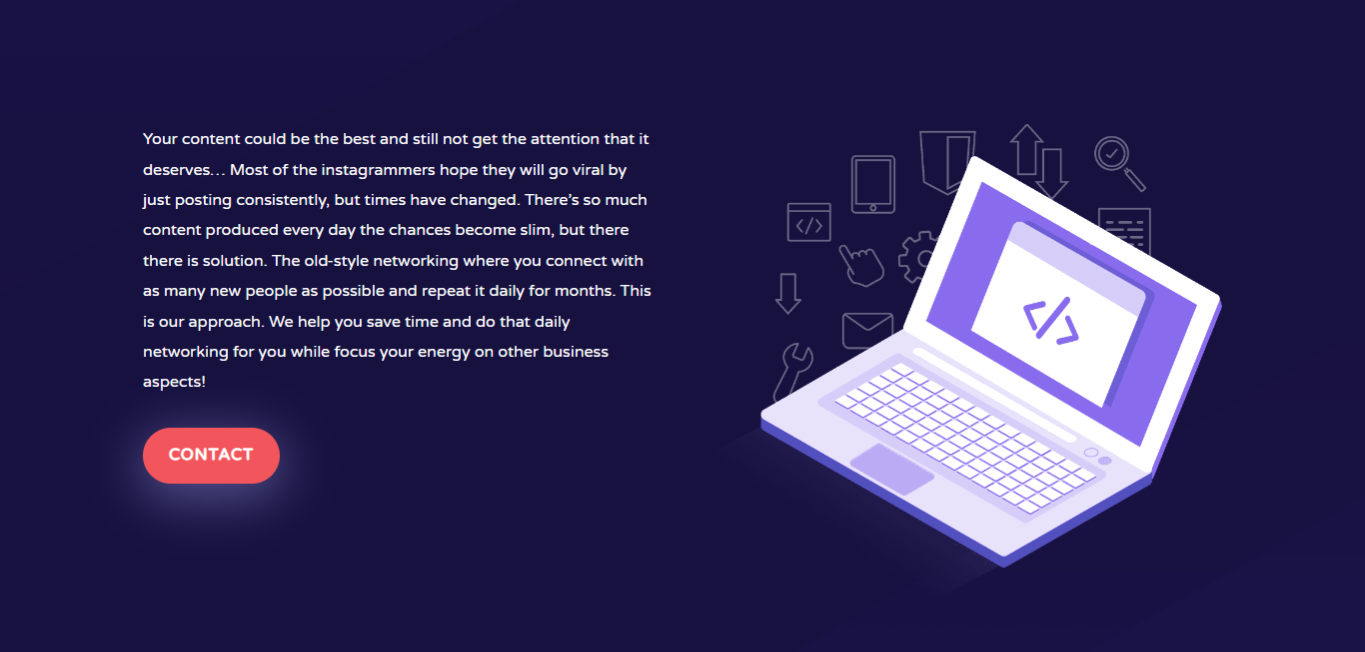 Your content could be the best and still not get the attention that it
deserves… Most of the instagrammers hope they will go viral by
just posting consistently, but times have changed. There’s so much
content produced every day the chances become slim, but there
there is solution. The old-style networking where you connect with
as many new people as possible and repeat it daily for months. This
is our approach. We help you save time and do that daily
networking for you while focus your energy on other business
aspects!
CONTACT